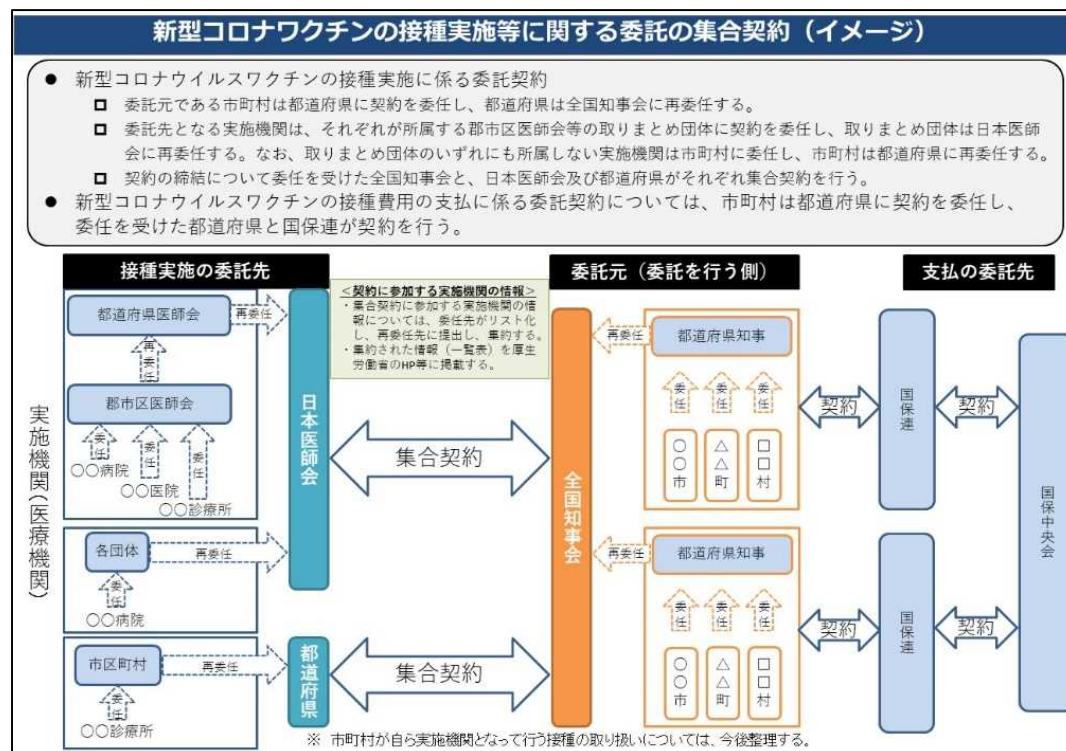 新型コロナワクチンの接種実施等に関する委託の集合契約（イメージ）
● 新型コロナウイルスワクチンの接種実施に係る委託契約
□ 委託元である市町村は都道府県に契約を委任し、都道府県は全国知事会に再委任する。
□ 委託先となる実施機関は、それぞれが所属する郡市区医師会等の取りまとめ団体に契約を委任し、取りまとめ団体は日本医師
会に再委任する。なお、取りまとめ団体のいずれにも所属しない実施機関は市町村に委任し、市町村は都道府県に再委任する。
□ 契約の締結について委任を受けた全国知事会と、日本医師会及び都道府県がそれぞれ集合契約を行う。
● 新型コロナウイルスワクチンの接種費用の支払に係る委託契約については、市町村は都道府県に契約を委任し、
委任を受けた都道府県と国保連が契約を行う。
接種実施の委託先
委託元（委託を行う側）
支払の委託先
実施機関（医療機関）
都道府県医師会
再委任
再委任
郡市区医師会
委任
委任
委任
〇〇病院
〇〇医院
〇〇診療所
各団体
再委任
委任
〇〇病院
市区町村
再委任
委任
〇〇診療所
日本医師会
都道府県
＜契約に参加する実施機関の情報＞
・集合契約に参加する実施機関の情
報については、委任先がリスト化
し、再委任先に提出し、集約する。
・集約された情報（一覧表）を厚生
労働省のHP等に掲載する。
集合契約
集合契約
全国知事会
再委任
都道府県知事
委任
委任
委任
〇〇市
△△町
□□村
再委任
都道府県知事
委任
委任
委任
〇〇市
△△町
□□村
契約
契約
国保連
国保連
契約
契約
国保中央会
※ 市町村が自ら実施機関となって行う接種の取り扱いについては、今後整理する。